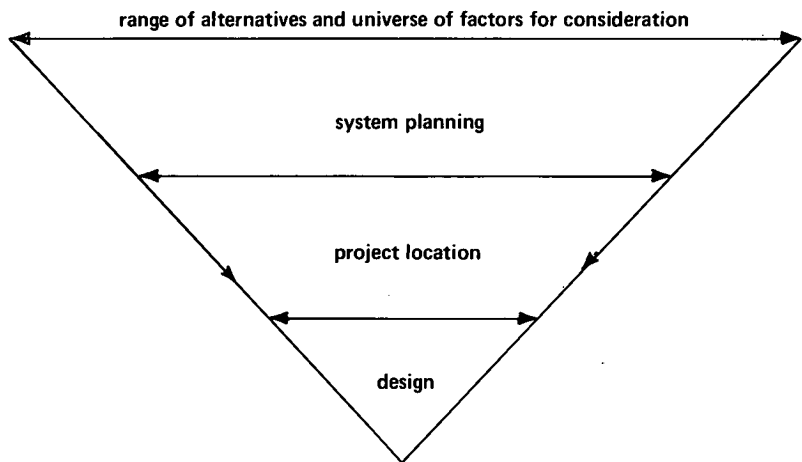 range of alternatives and universe of factors for consideration
system planning
project location
design